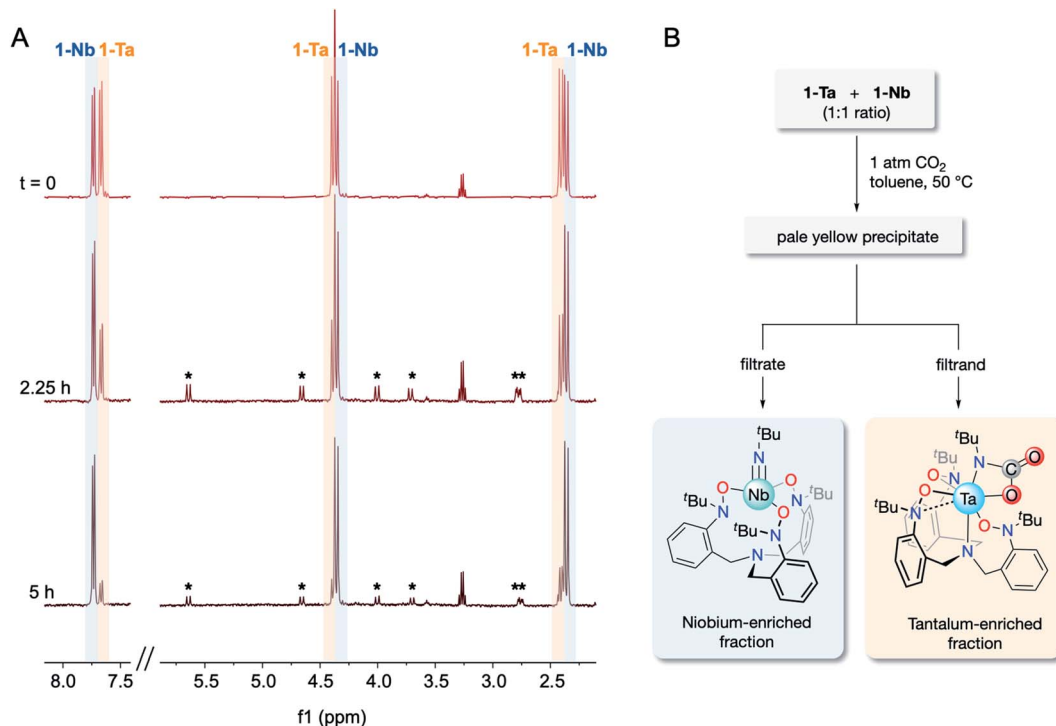 A
1-Nb 1-Ta
1-Ta 1-Nb
1-Ta 1-Nb
t = 0
2.25 h
* * * * **
5 h
* * * * **
8.0 7.5 // 5.5 5.0 4.5 4.0 3.5 3.0 2.5
f1 (ppm)
B
1-Ta + 1-Nb
(1:1 ratio)
1 atm CO₂
toluene, 50 °C
pale yellow precipitate
filtrate
filtrand
ᵗBu
N
Nb
O
O
O
N
N
N
ᵗBu
ᵗBu
ᵗBu
N
Niobium-enriched
fraction
ᵗBu
ᵗBu
N
C
O
O
Ta
O
O
O
N
N
N
ᵗBu
ᵗBu
N
Tantalum-enriched
fraction